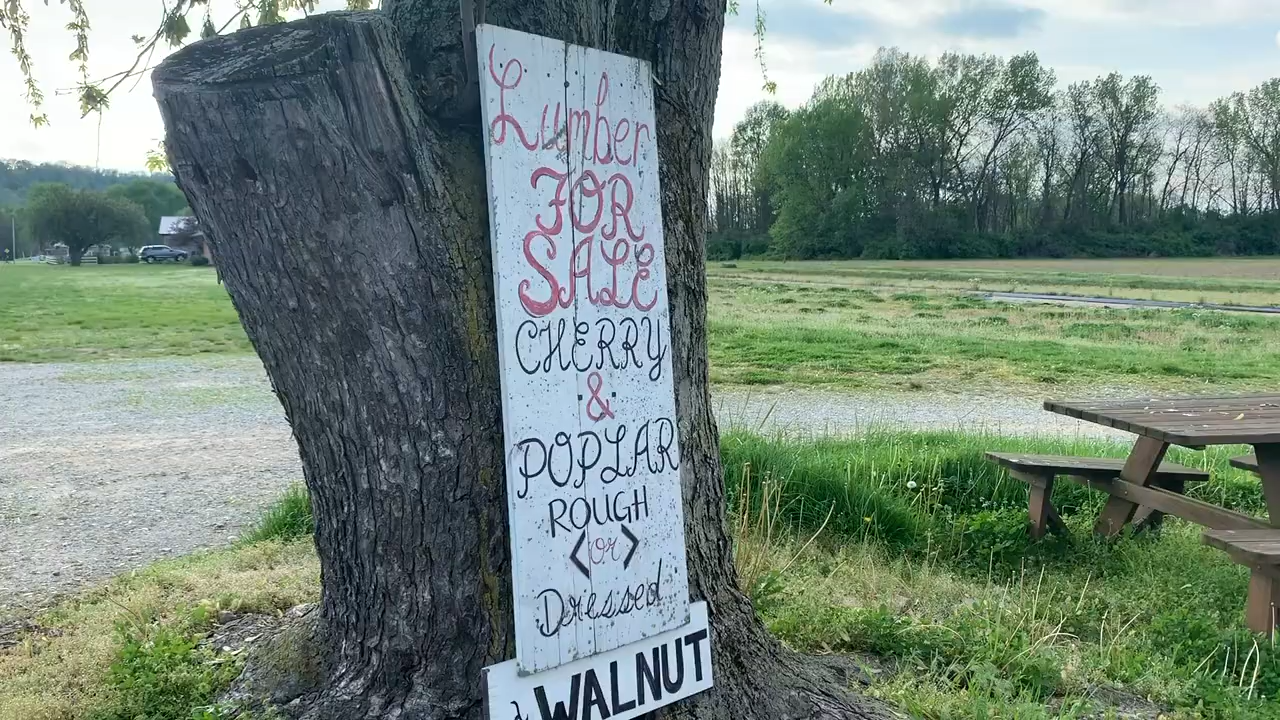 Lumber
FOR
SALE
CHERRY
&
POPLAR
ROUGH
<or>
Dressed
& WALNUT